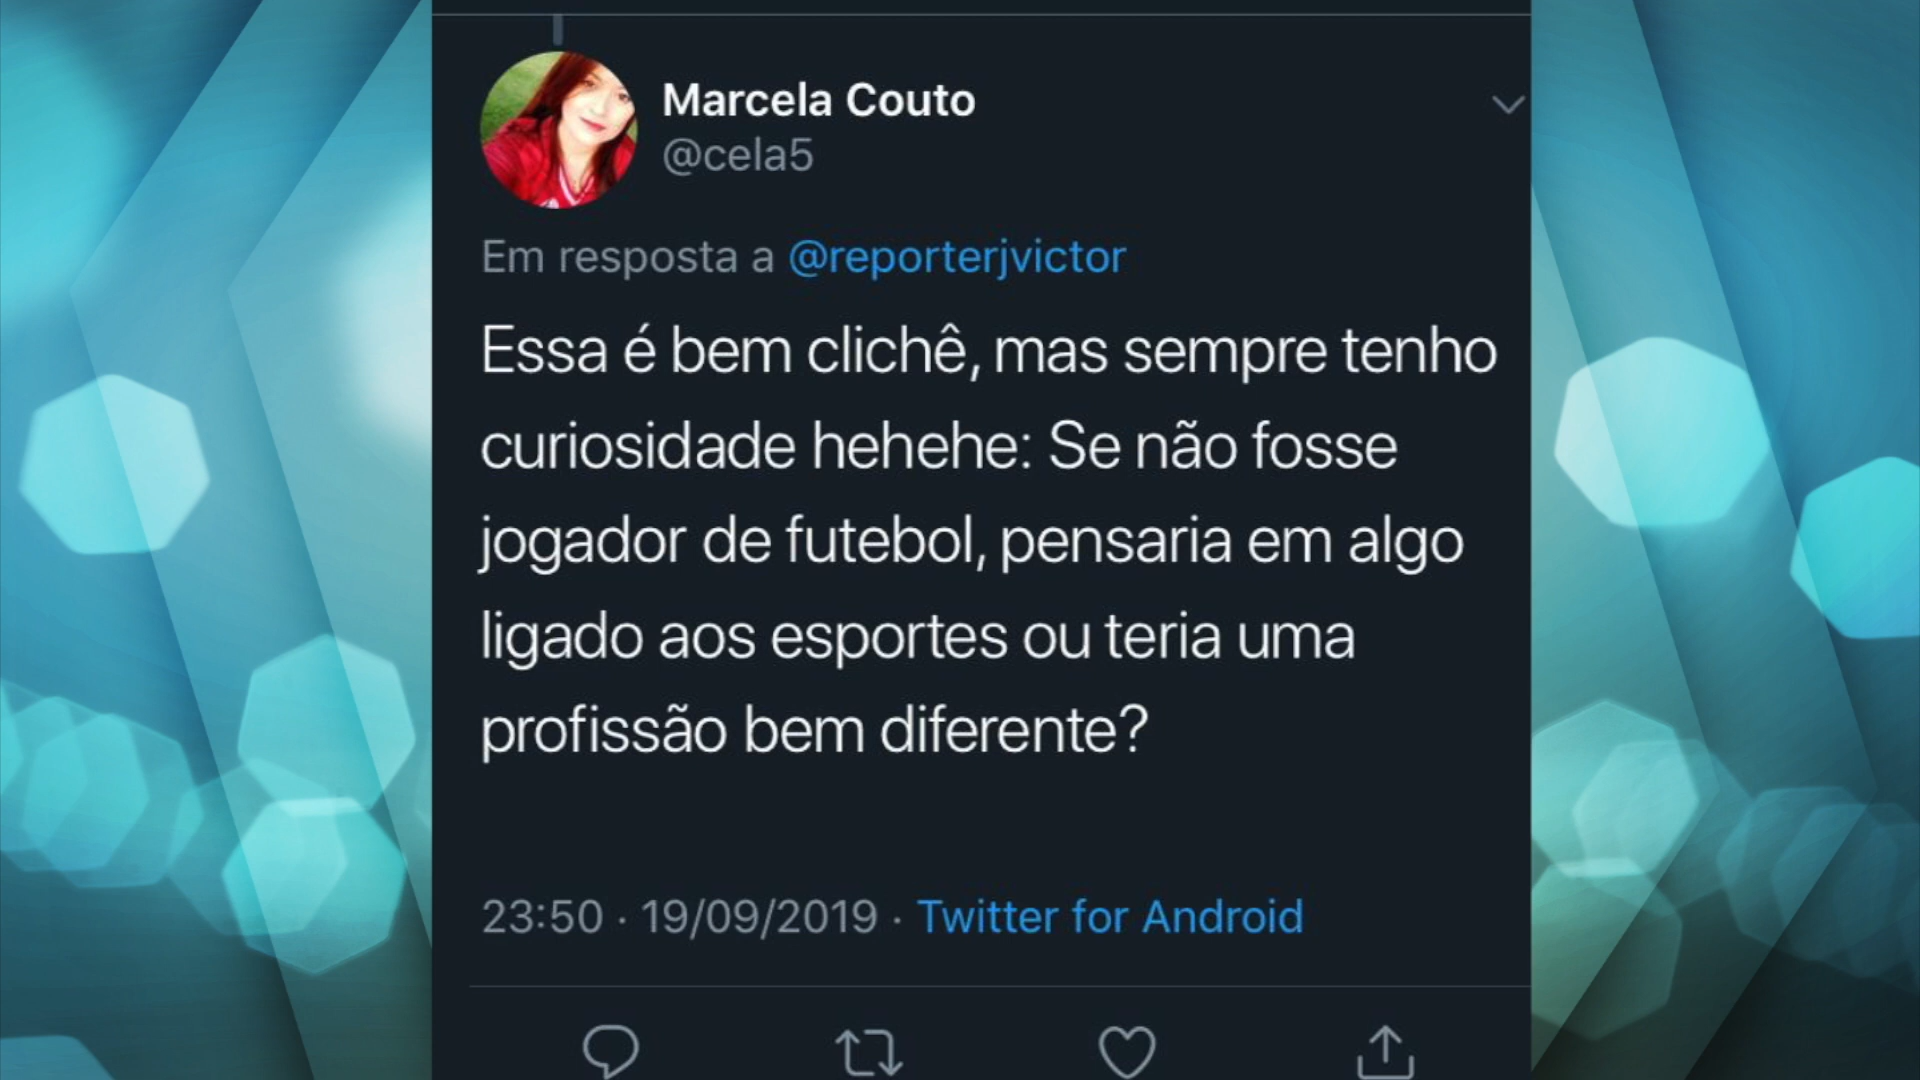 Marcela Couto
@cela5
Em resposta a @reporterjvictor
Essa é bem clichê, mas sempre tenho
curiosidade hehehe: Se não fosse
jogador de futebol, pensaria em algo
ligado aos esportes ou teria uma
profissão bem diferente?
23:50 · 19/09/2019 · Twitter for Android